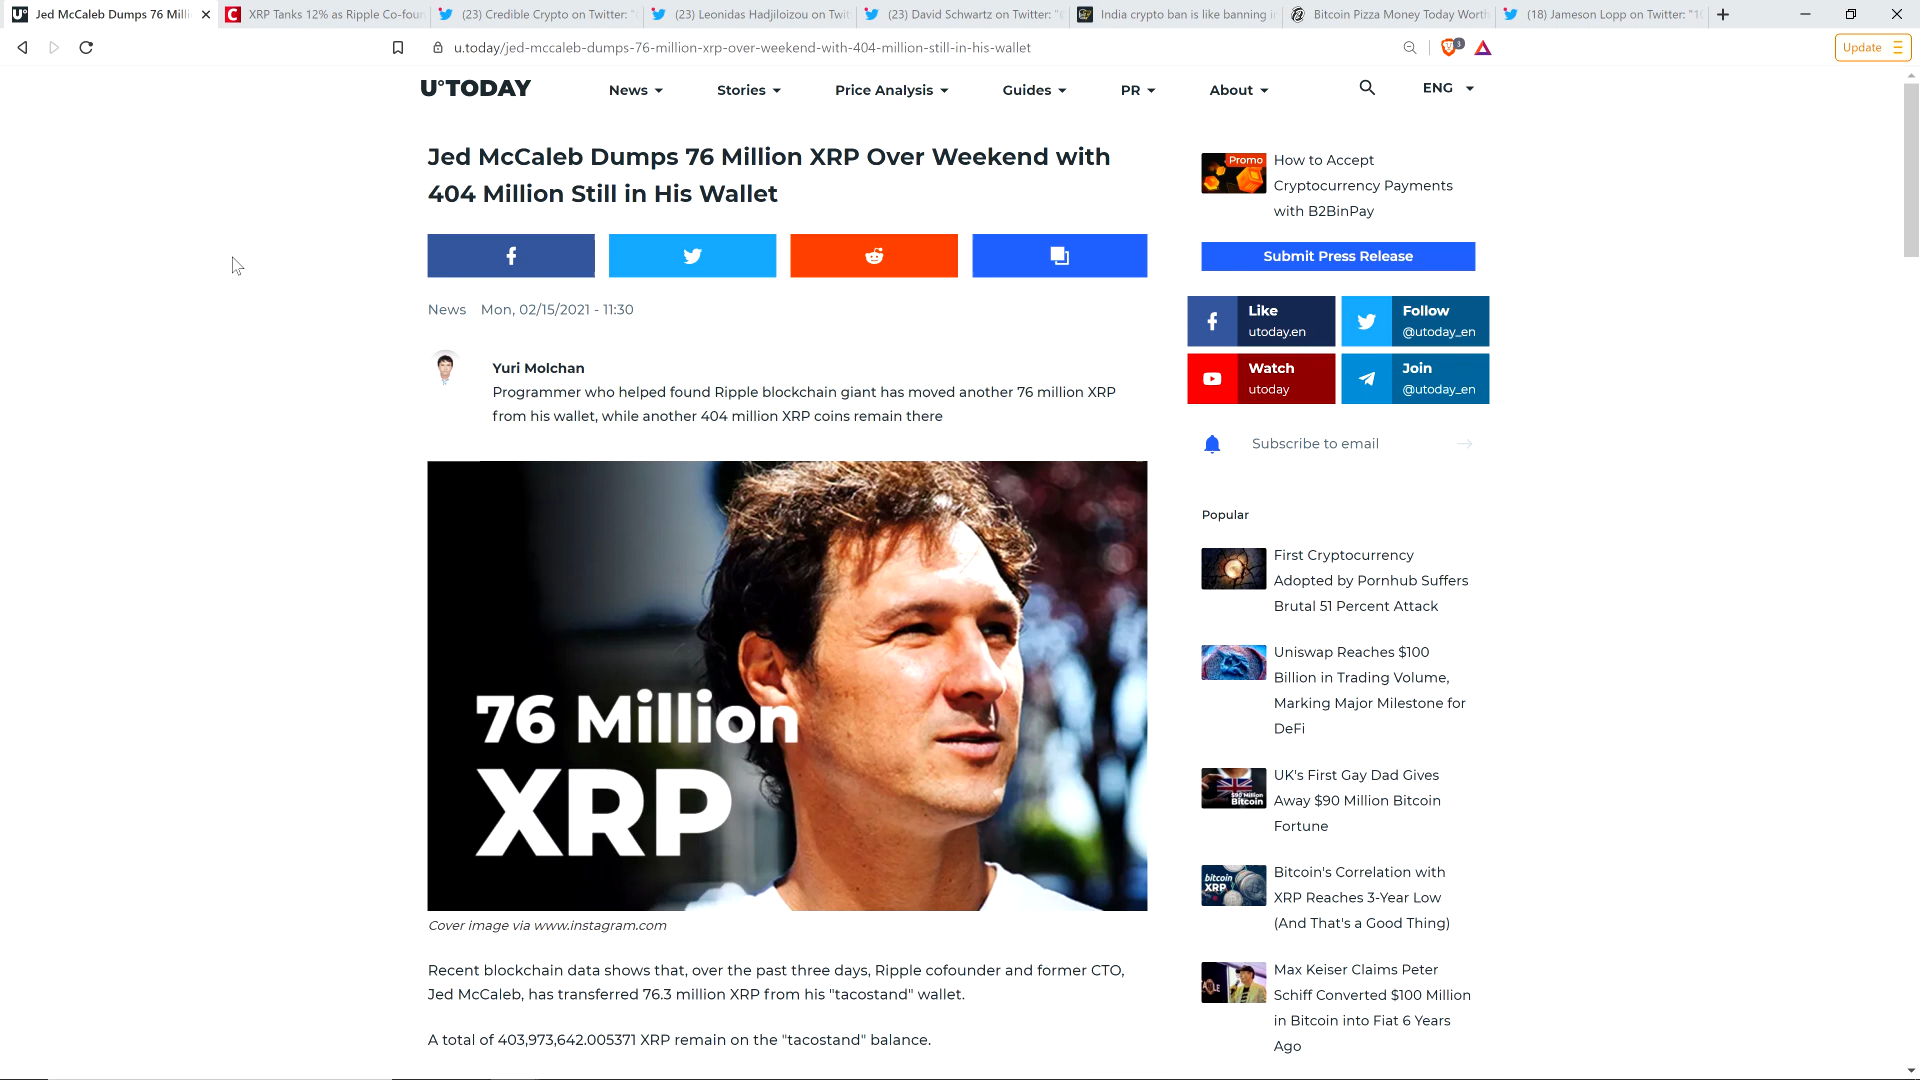 Jed McCaleb Dumps 76 Milli
XRP Tanks 12% as Ripple Co-foun
(23) Credible Crypto on Twitter: "
(23) Leonidas Hadjiloizou on Twit
(23) David Schwartz on Twitter: "
India crypto ban is like banning i
Bitcoin Pizza Money Today Worth
(18) Jameson Lopp on Twitter: "1
u.today/jed-mccaleb-dumps-76-million-xrp-over-weekend-with-404-million-still-in-his-wallet
3
Update
U°TODAY
News
Stories
Price Analysis
Guides
PR
About
ENG
Jed McCaleb Dumps 76 Million XRP Over Weekend with
404 Million Still in His Wallet
News Mon, 02/15/2021 - 11:30
Yuri Molchan
Programmer who helped found Ripple blockchain giant has moved another 76 million XRP
from his wallet, while another 404 million XRP coins remain there
76 Million
XRP
Cover image via www.instagram.com
Recent blockchain data shows that, over the past three days, Ripple cofounder and former CTO,
Jed McCaleb, has transferred 76.3 million XRP from his "tacostand" wallet.
A total of 403,973,642.005371 XRP remain on the "tacostand" balance.
Promo
How to Accept
Cryptocurrency Payments
with B2BinPay
Submit Press Release
Like
utoday.en
Follow
@utoday_en
Watch
utoday
Join
@utoday_en
Subscribe to email
Popular
First Cryptocurrency
Adopted by Pornhub Suffers
Brutal 51 Percent Attack
Uniswap Reaches $100
Billion in Trading Volume,
Marking Major Milestone for
DeFi
$90 Million
Bitcoin
UK's First Gay Dad Gives
Away $90 Million Bitcoin
Fortune
bitcoin
XRP
Bitcoin's Correlation with
XRP Reaches 3-Year Low
(And That's a Good Thing)
Max Keiser Claims Peter
Schiff Converted $100 Million
in Bitcoin into Fiat 6 Years
Ago